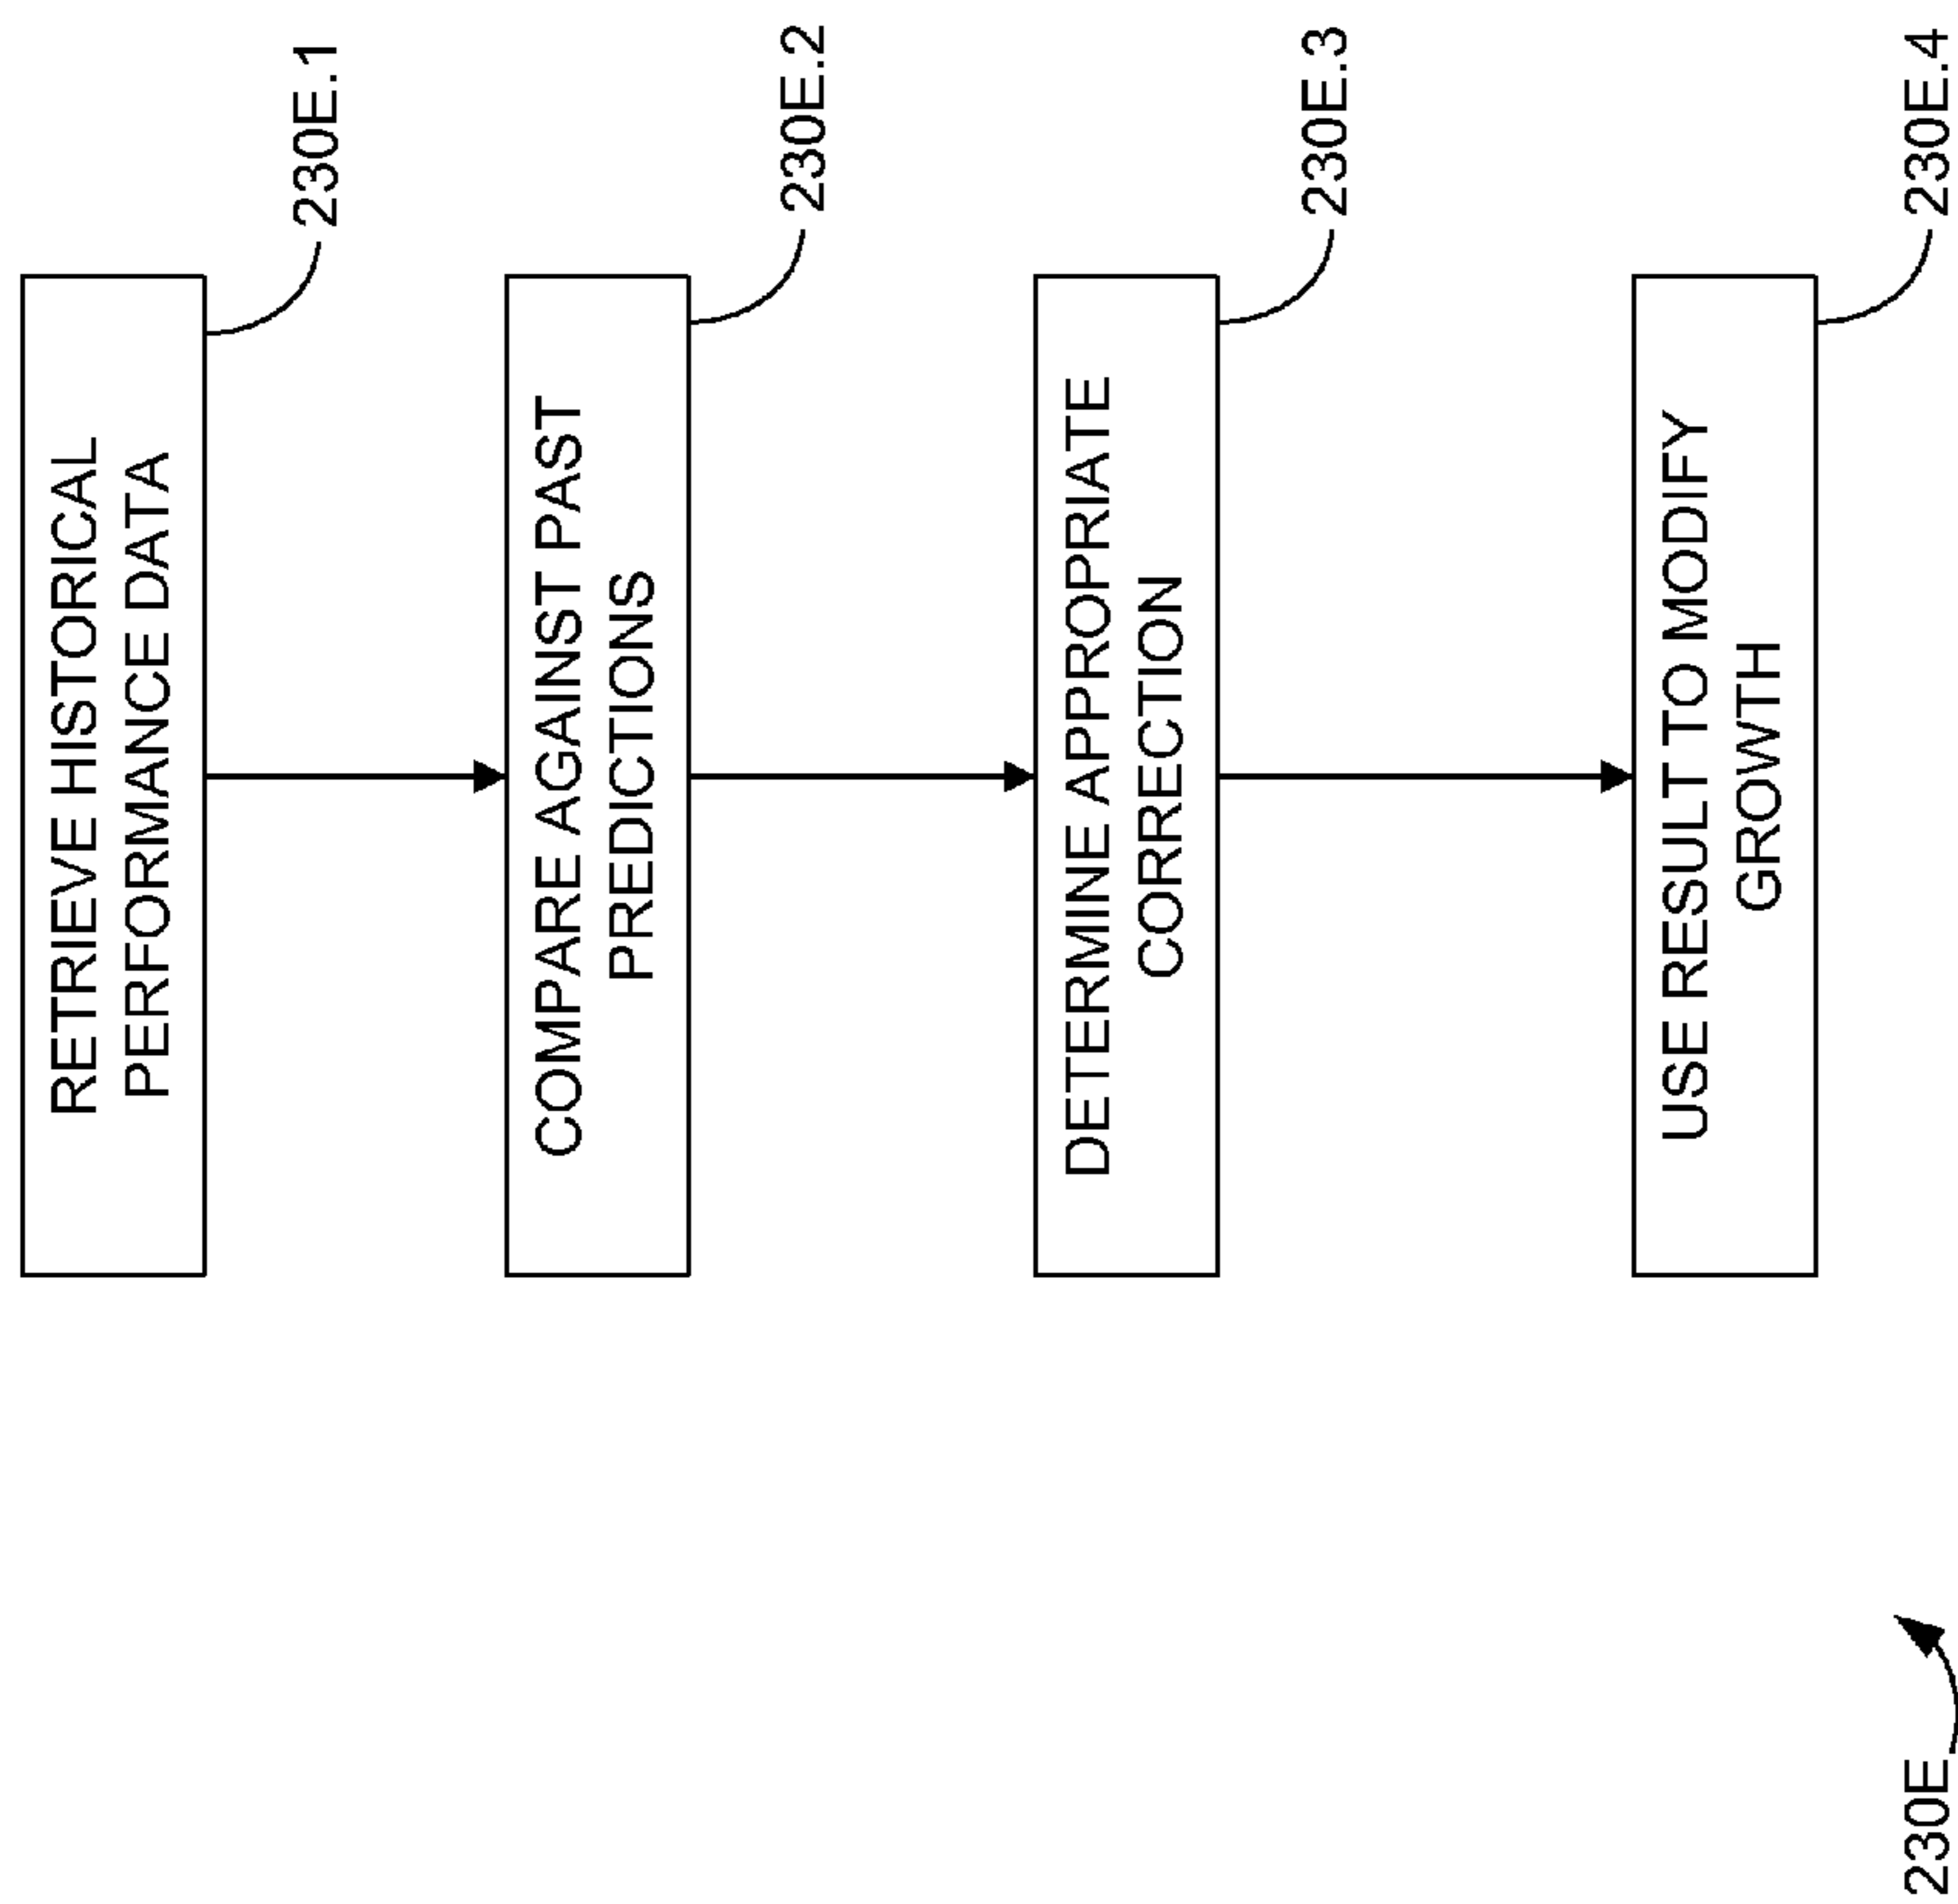 RETRIEVE HISTORICAL
PERFORMANCE DATA
230E.1
COMPARE AGAINST PAST
PREDICTIONS
230E.2
DETERMINE APPROPRIATE
CORRECTION
230E.3
USE RESULT TO MODIFY
GROWTH
230E.4
230E